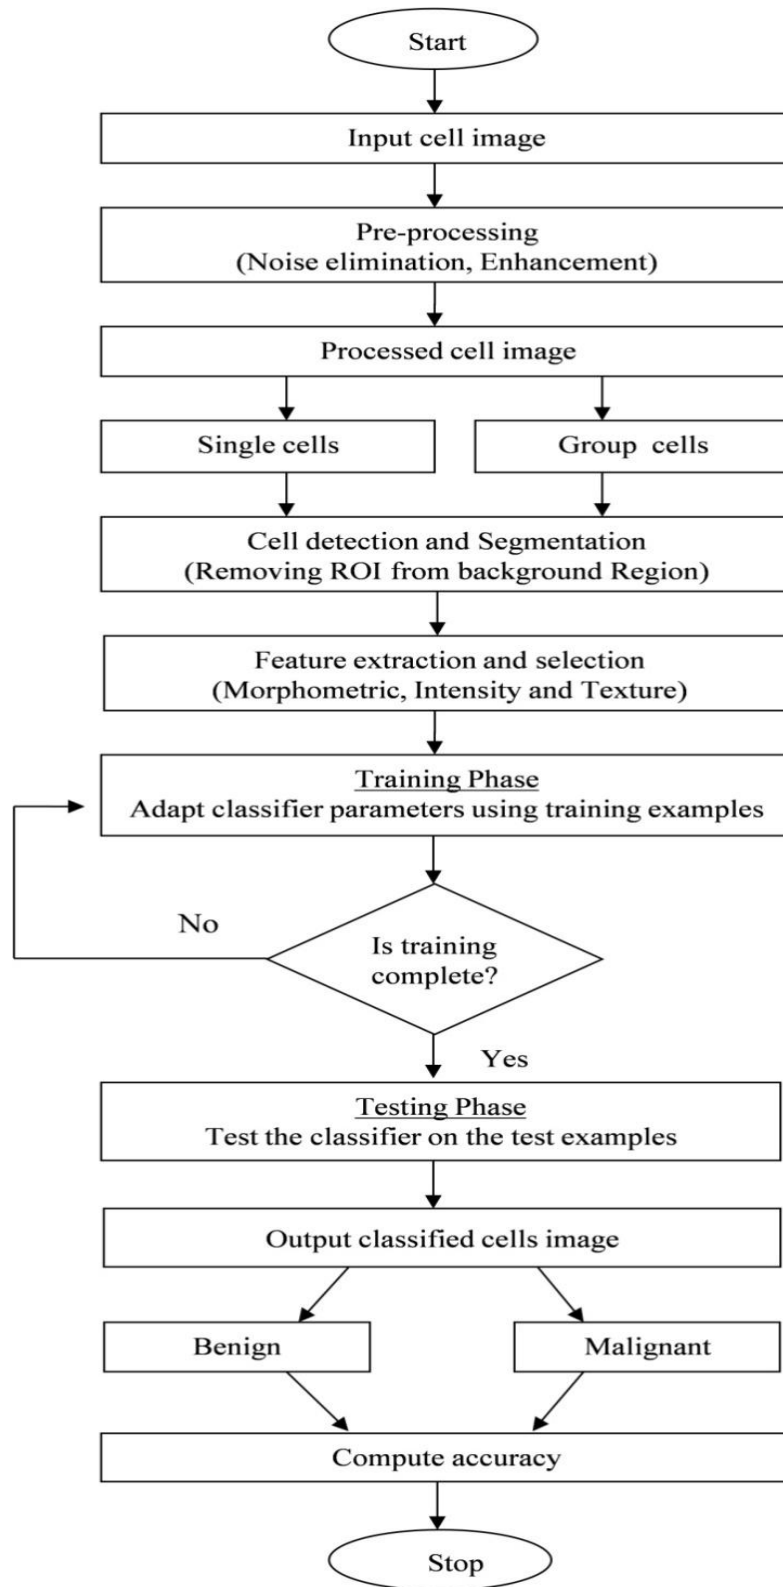 Start
Input cell image
Pre-processing
(Noise elimination, Enhancement)
Processed cell image
Single cells
Group cells
Cell detection and Segmentation
(Removing ROI from background Region)
Feature extraction and selection
(Morphometric, Intensity and Texture)
Training Phase
Adapt classifier parameters using training examples
No
Is training
complete?
Yes
Testing Phase
Test the classifier on the test examples
Output classified cells image
Benign
Malignant
Compute accuracy
Stop